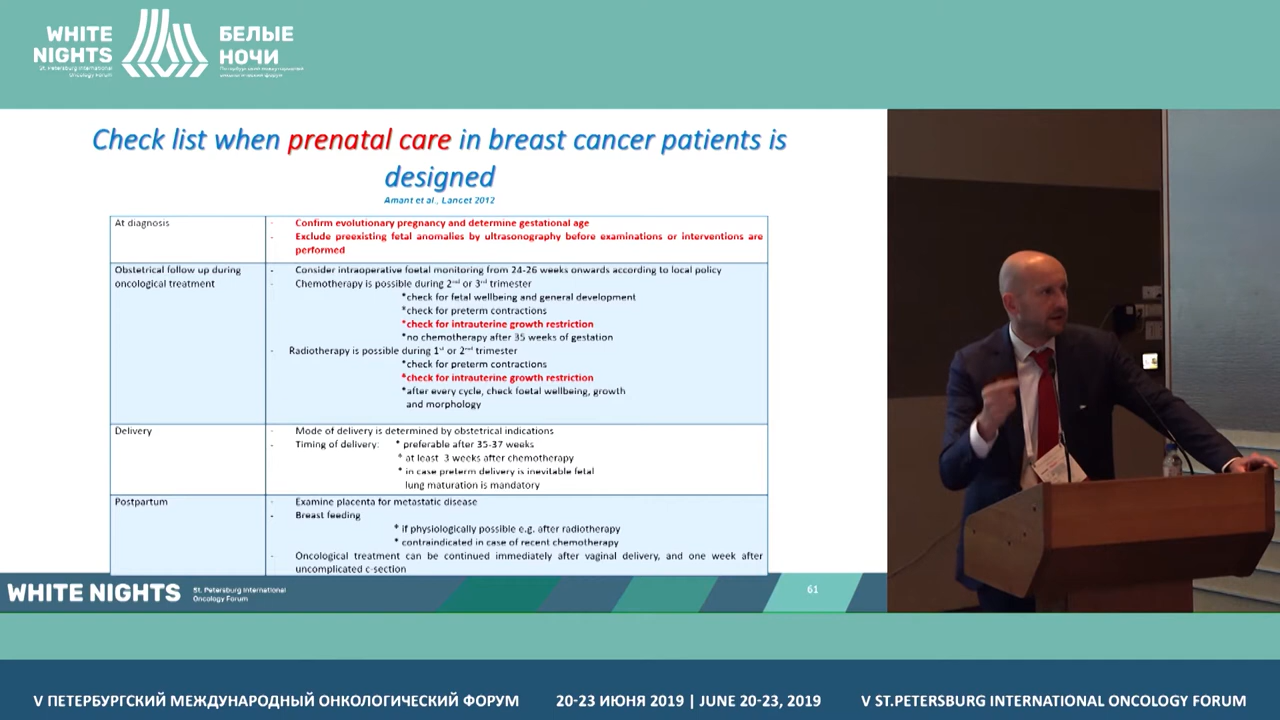 WHITE
NIGHTS
St. Petersburg International
Oncology Forum
БЕЛЫЕ
НОЧИ
Петербургский международный
онкологический форум
Check list when prenatal care in breast cancer patients is
designed
Amant et al., Lancet 2012
At diagnosis
- Confirm evolutionary pregnancy and determine gestational age
- Exclude preexisting fetal anomalies by ultrasonography before examinations or interventions are
performed
Obstetrical follow up during
oncological treatment
- Consider intraoperative foetal monitoring from 24-26 weeks onwards according to local policy
- Chemotherapy is possible during 2nd or 3rd trimester
*check for fetal wellbeing and general development
*check for preterm contractions
*check for intrauterine growth restriction
*no chemotherapy after 35 weeks of gestation
- Radiotherapy is possible during 1st or 2nd trimester
*check for preterm contractions
*check for intrauterine growth restriction
*after every cycle, check foetal wellbeing, growth
and morphology
Delivery
- Mode of delivery is determined by obstetrical indications
- Timing of delivery: * preferable after 35-37 weeks
* at least 3 weeks after chemotherapy
* in case preterm delivery is inevitable fetal
lung maturation is mandatory
Postpartum
- Examine placenta for metastatic disease
- Breast feeding
* if physiologically possible e.g. after radiotherapy
* contraindicated in case of recent chemotherapy
- Oncological treatment can be continued immediately after vaginal delivery, and one week after
uncomplicated c-section
WHITE NIGHTS
St. Petersburg International
Oncology Forum
61
V ПЕТЕРБУРГСКИЙ МЕЖДУНАРОДНЫЙ ОНКОЛОГИЧЕСКИЙ ФОРУМ
20-23 ИЮНЯ 2019 | JUNE 20-23, 2019
V ST.PETERSBURG INTERNATIONAL ONCOLOGY FORUM